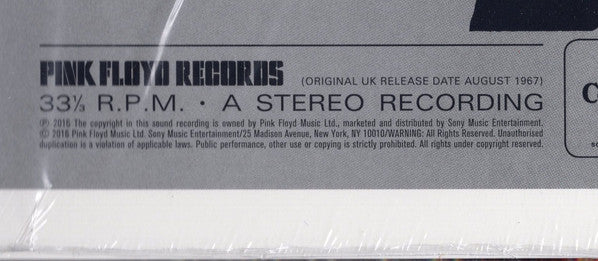 PINK FLOYD RECORDS (ORIGINAL UK RELEASE DATE AUGUST 1967)
33⅓ R.P.M. · A STEREO RECORDING
℗ 2016 The copyright in this sound recording is owned by Pink Floyd Music Ltd., marketed and distributed by Sony Music Entertainment.
© 2016 Pink Floyd Music Ltd. Sony Music Entertainment/25 Madison Avenue, New York, NY 10010/WARNING: All Rights Reserved. Unauthorised
duplication is a violation of applicable laws. Public performance, other use or copying is strictly prohibited. All rights under copyright reserved.